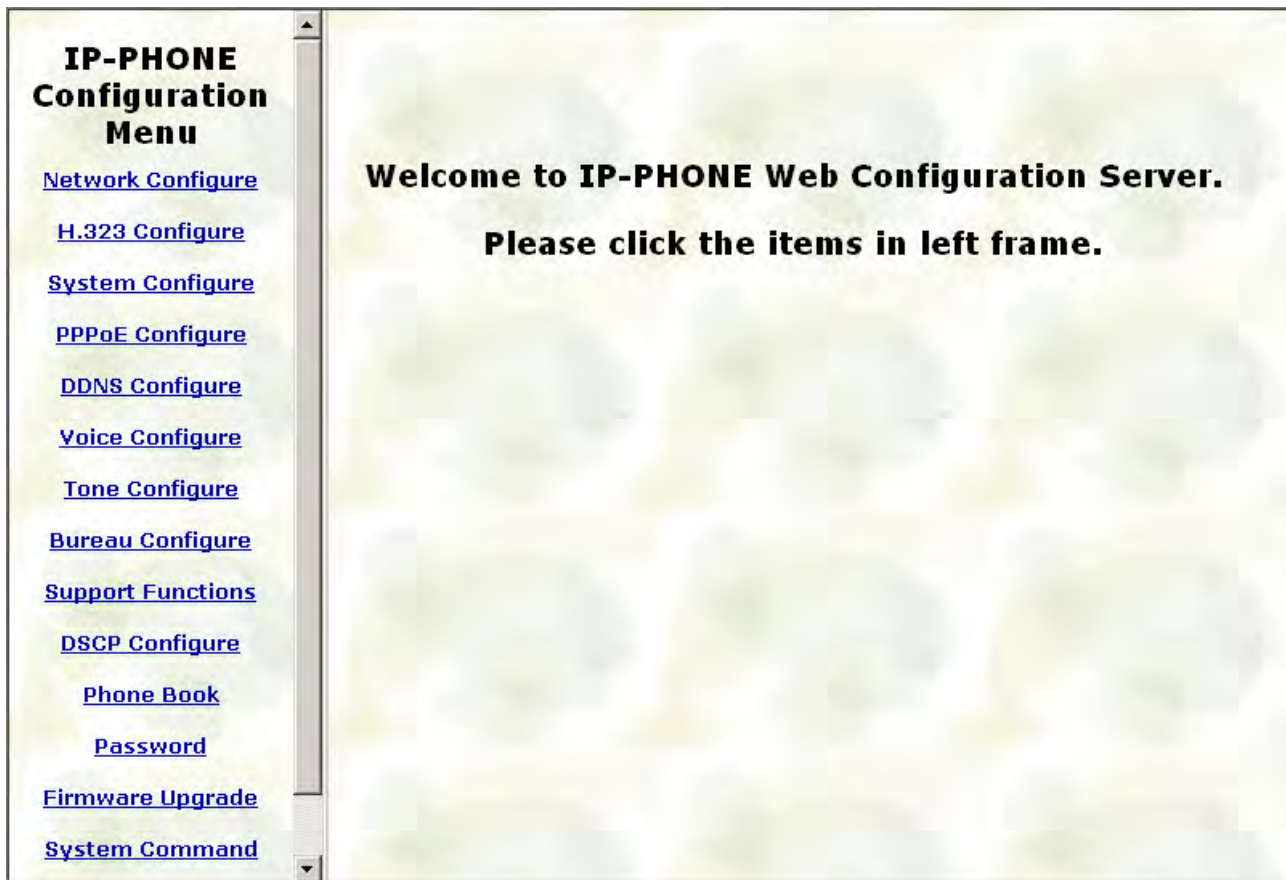 IP-PHONE
Configuration
Menu
Network Configure
H.323 Configure
System Configure
PPPoE Configure
DDNS Configure
Voice Configure
Tone Configure
Bureau Configure
Support Functions
DSCP Configure
Phone Book
Password
Firmware Upgrade
System Command
Welcome to IP-PHONE Web Configuration Server.
Please click the items in left frame.